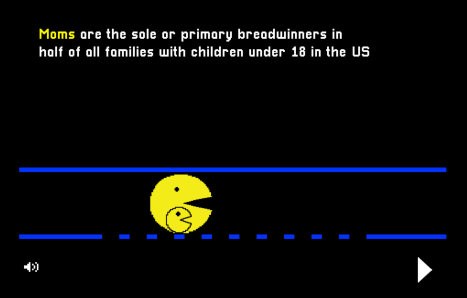 Moms are the sole or primary breadwinners in
half of all families with children under 18 in the US